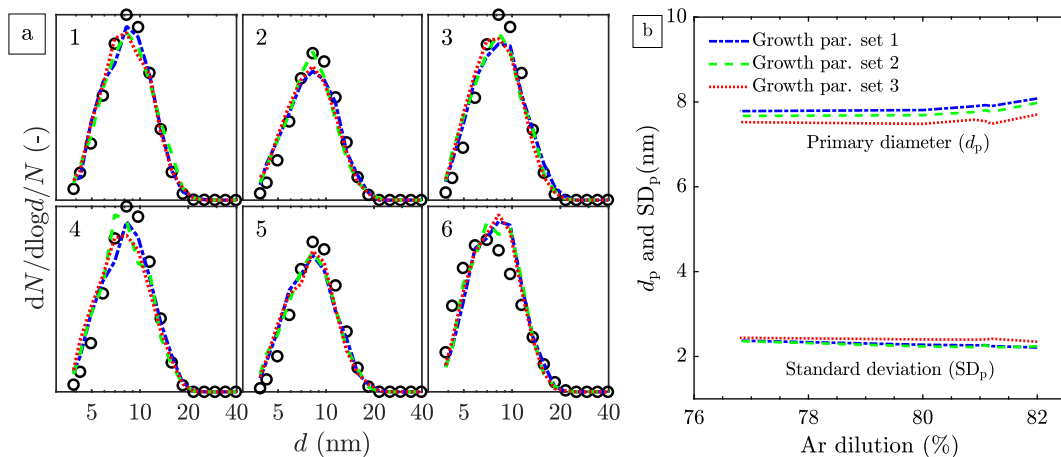 a
1
2
3
4
5
6
dN/dlogd/N (-)
5 10 20 40
5 10 20 40
5 10 20 40
d (nm)
b
10
8
6
4
2
dp and SDp(nm)
Growth par. set 1
Growth par. set 2
Growth par. set 3
Primary diameter (dp)
Standard deviation (SDp)
76 78 80 82
Ar dilution (%)